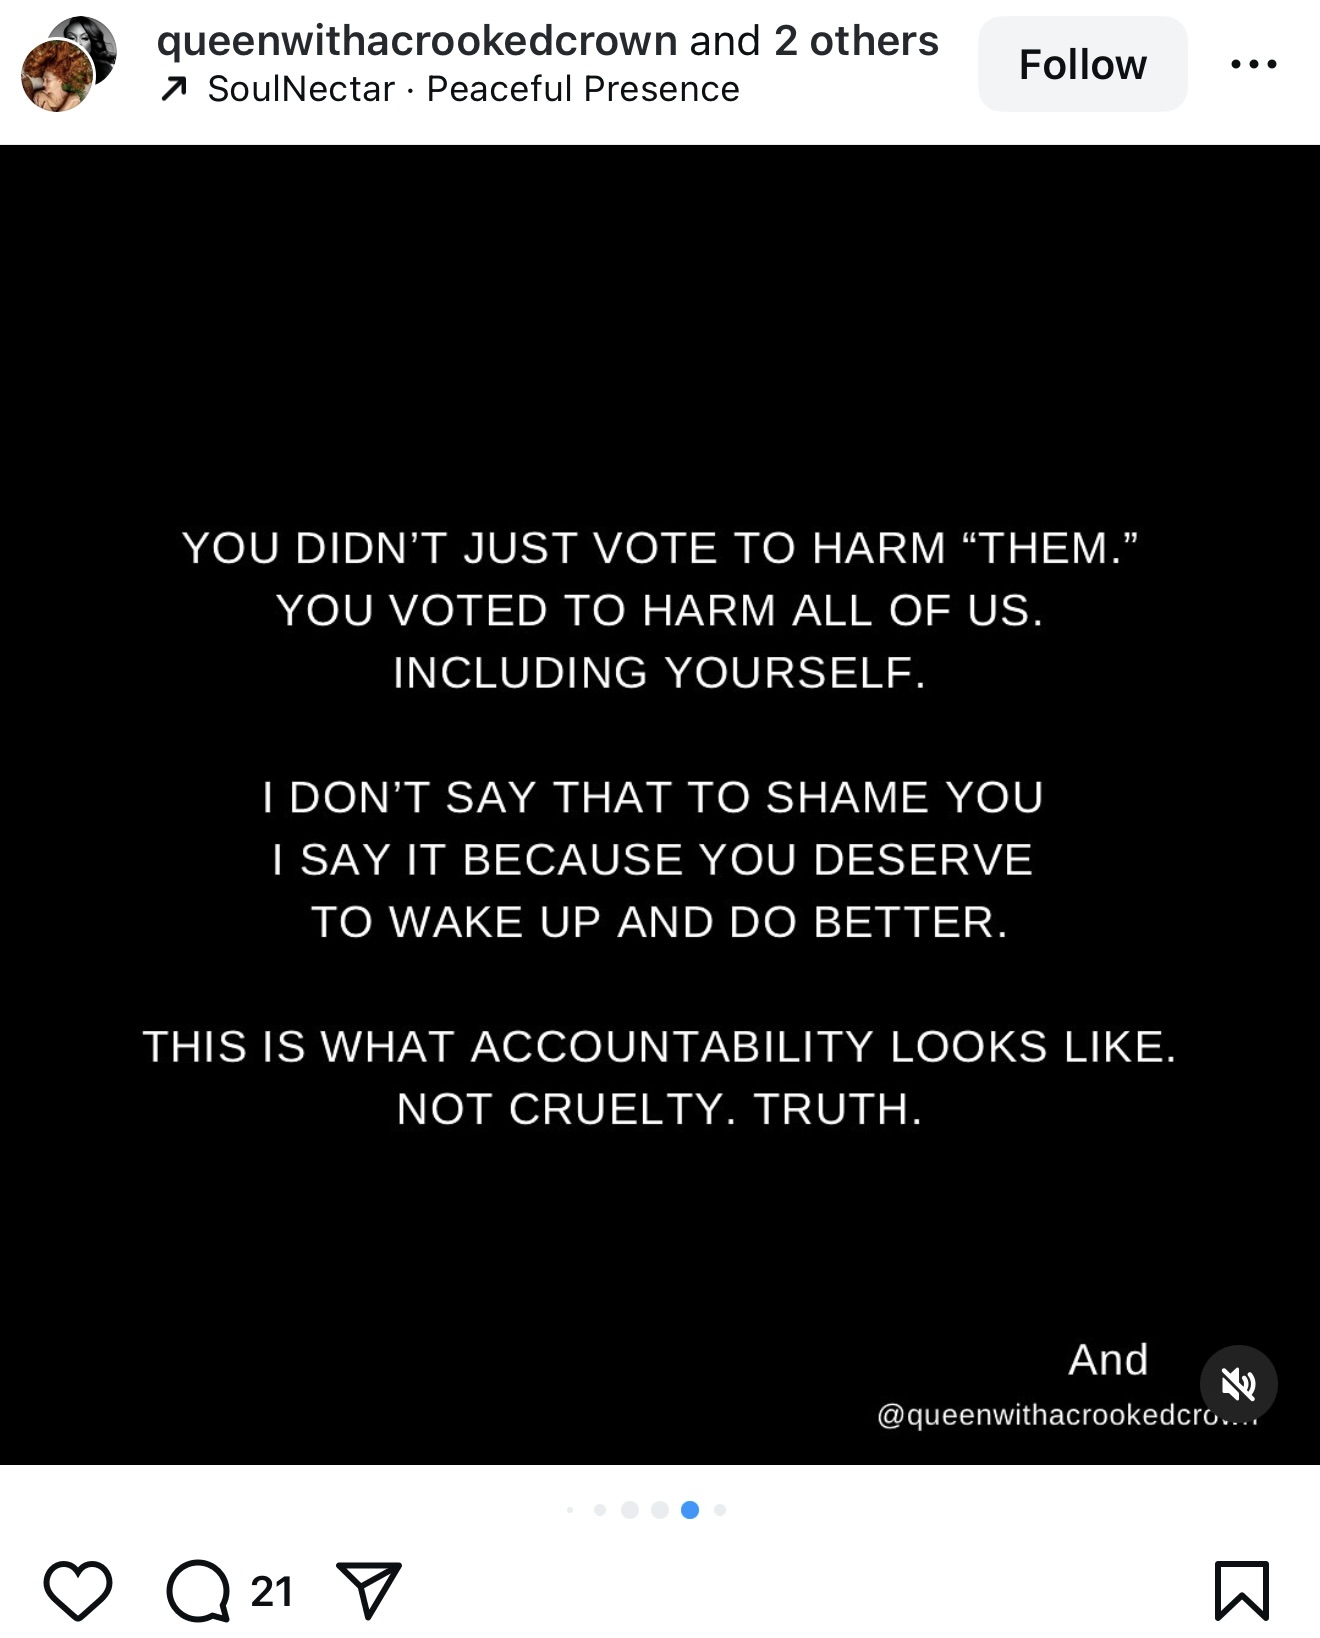 queenwithacrookedcrown and 2 others
SoulNectar · Peaceful Presence
Follow
YOU DIDN’T JUST VOTE TO HARM “THEM.”
YOU VOTED TO HARM ALL OF US.
INCLUDING YOURSELF.
I DON’T SAY THAT TO SHAME YOU
I SAY IT BECAUSE YOU DESERVE
TO WAKE UP AND DO BETTER.
THIS IS WHAT ACCOUNTABILITY LOOKS LIKE.
NOT CRUELTY. TRUTH.
And
@queenwithacrookedcrown
21